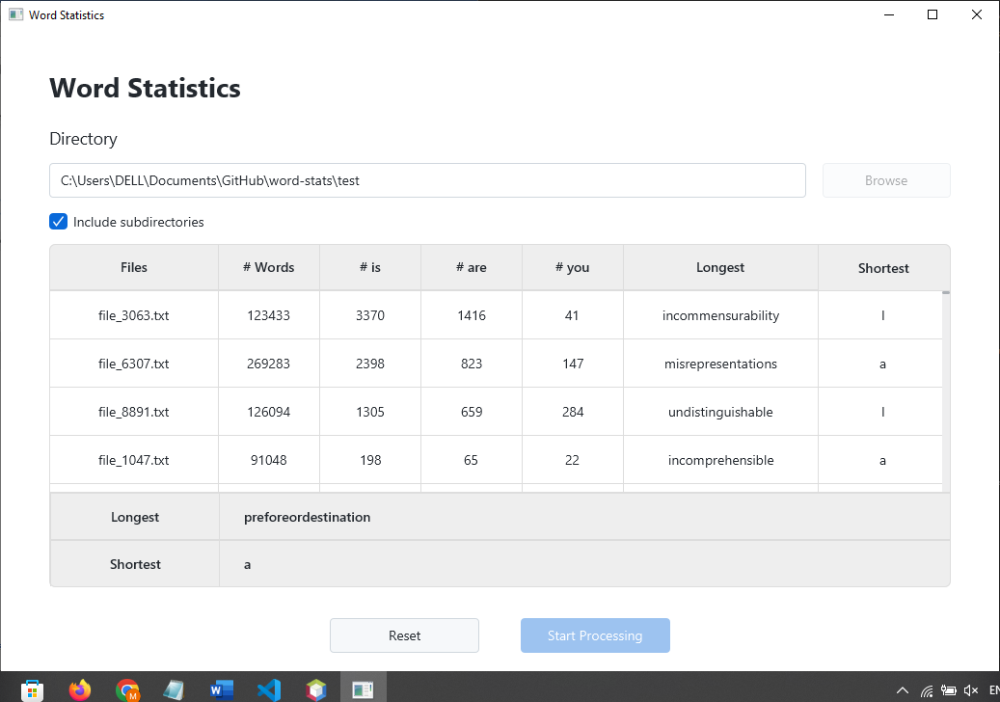 Word Statistics
Word Statistics
Directory
C:\Users\DELL\Documents\GitHub\word-stats\test
Browse
Include subdirectories
Files # Words # is # are # you Longest Shortest
file_3063.txt 123433 3370 1416 41 incommensurability I
file_6307.txt 269283 2398 823 147 misrepresentations a
file_8891.txt 126094 1305 659 284 undistinguishable I
file_1047.txt 91048 198 65 22 incomprehensible a
Longest preforeordestination
Shortest a
Reset Start Processing
EN